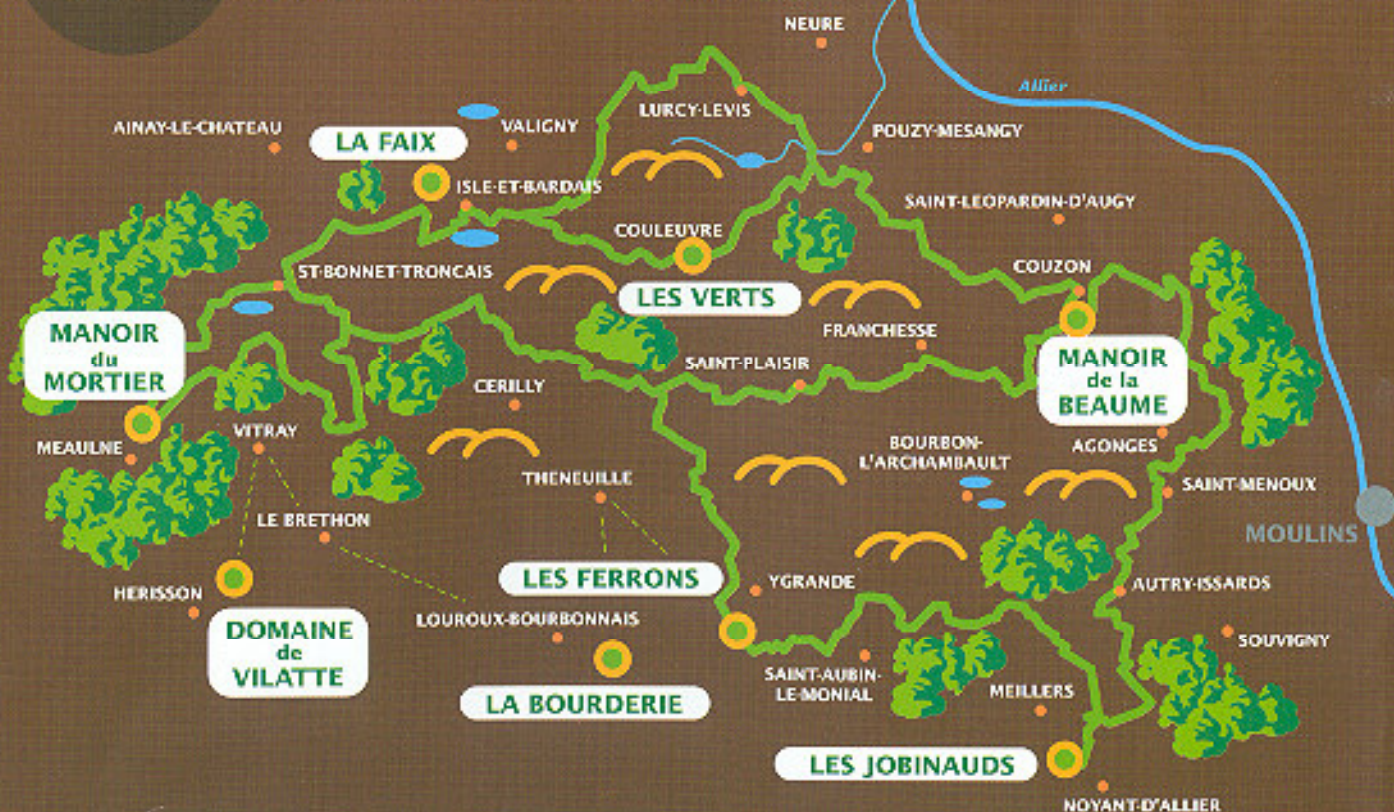 NEURE
Allier
LURCY-LEVIS
AINAY-LE-CHATEAU
VALIGNY
POUZY-MESANGY
LA FAIX
ISLE-ET-BARDAIS
SAINT-LEOPARDIN-D'AUGY
COULEUVRE
ST-BONNET-TRONCAIS
COUZON
LES VERTS
MANOIR
du
MORTIER
FRANCHESSE
SAINT-PLAISIR
MANOIR
de la
BEAUME
CERILLY
VITRAY
MEAULNE
BOURBON-
L'ARCHAMBAULT
AGONGES
THENEUILLE
SAINT-MENOUX
LE BRETHON
MOULINS
LES FERRONS
YGRANDE
AUTRY-ISSARDS
HERISSON
LOUROUX-BOURBONNAIS
DOMAINE
de
VILATTE
SOUVIGNY
SAINT-AUBIN-
LE-MONIAL
MEILLERS
LA BOURDERIE
LES JOBINAUDS
NOYANT-D'ALLIER